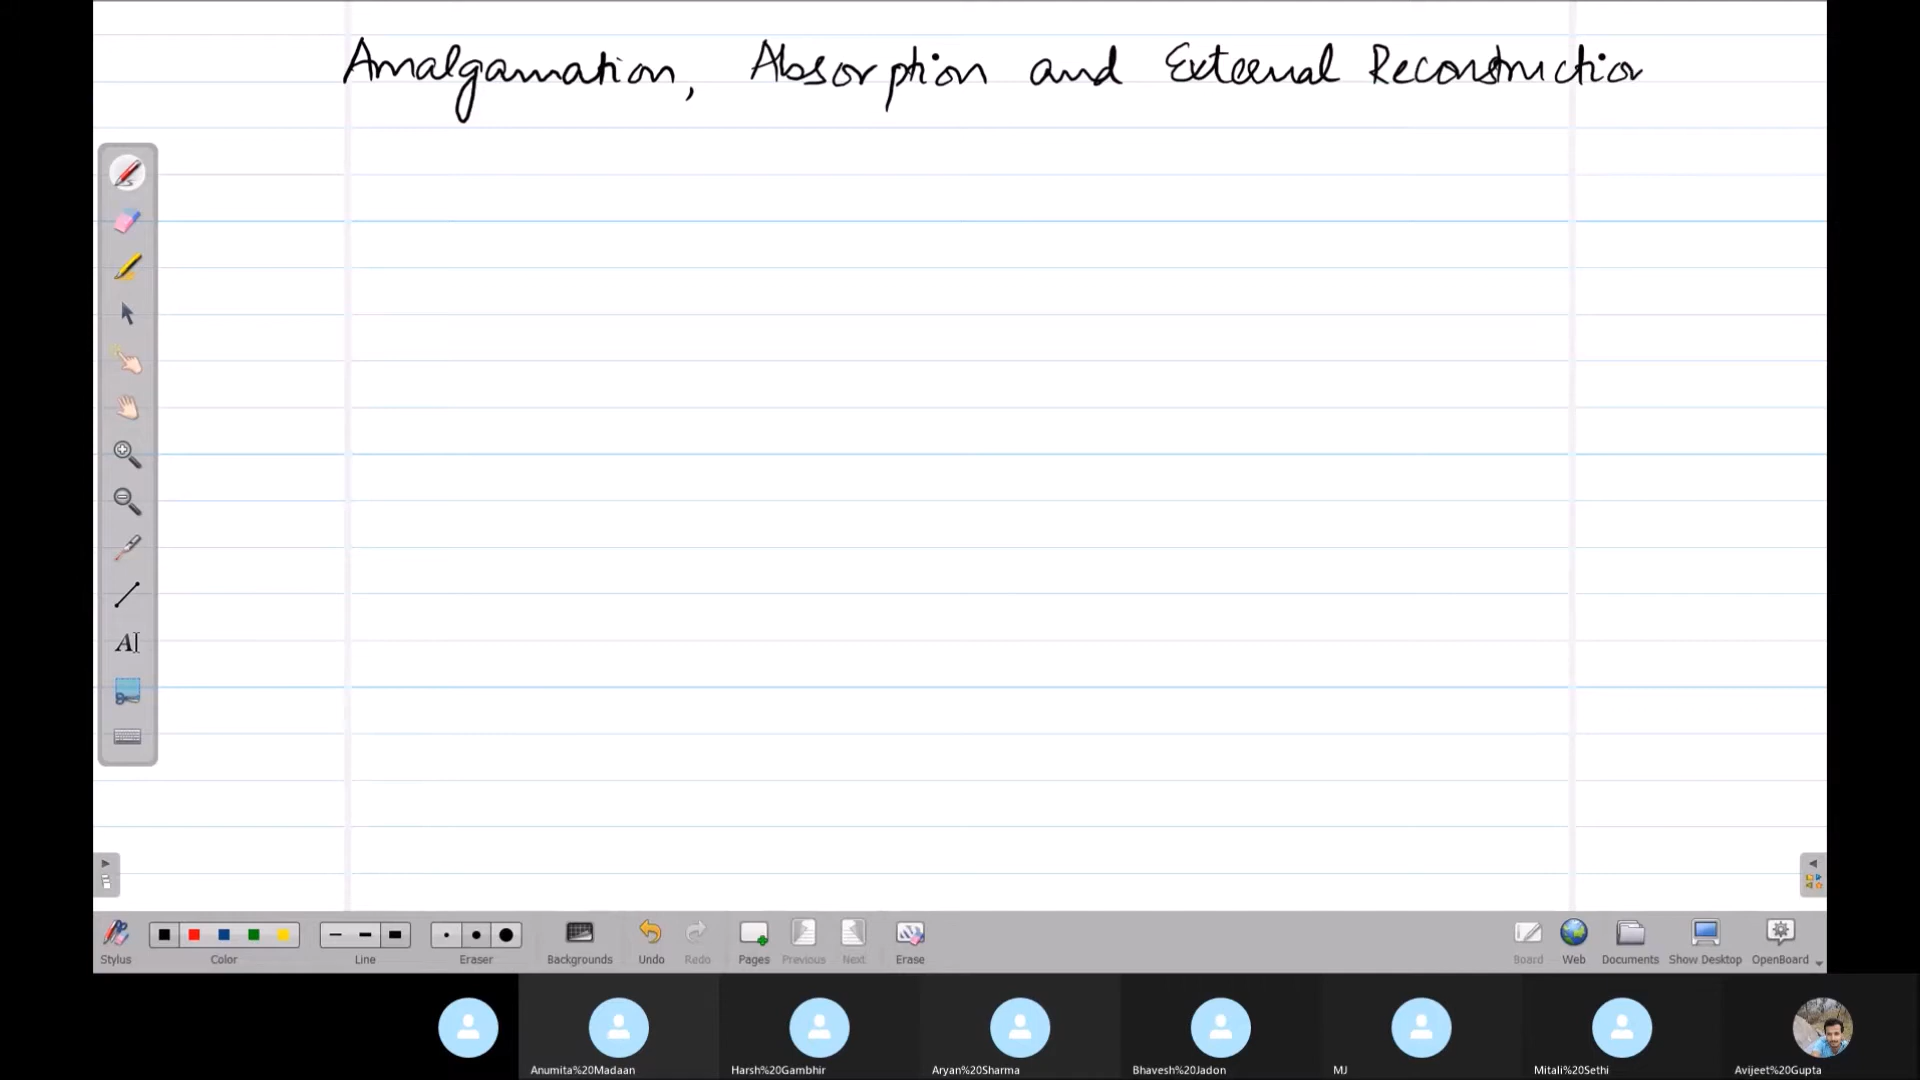 Amalgamation, Absorption and External Reconstruction
AI
Stylus
Color
Line
Eraser
Backgrounds
Undo
Redo
Pages
Previous
Next
Erase
Board
Web
Documents
Show Desktop
OpenBoard
Anumita%20Madaan
Harsh%20Gambhir
Aryan%20Sharma
Bhavesh%20Jadon
MJ
Mitali%20Sethi
Avijeet%20Gupta